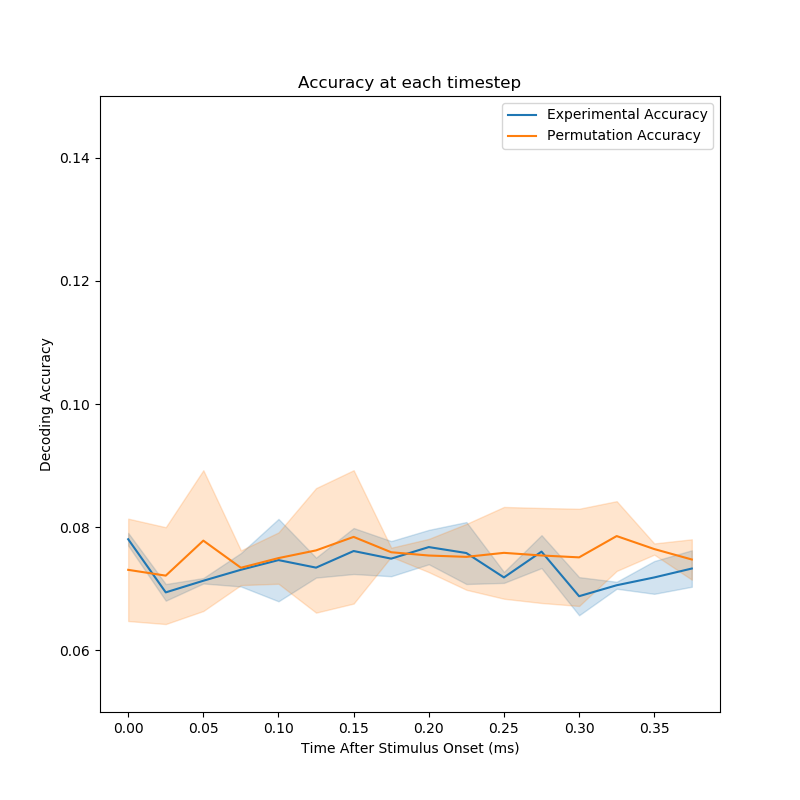 Accuracy at each timestep
Experimental Accuracy
Permutation Accuracy
Decoding Accuracy
0.14
0.12
0.10
0.08
0.06
0.00 0.05 0.10 0.15 0.20 0.25 0.30 0.35
Time After Stimulus Onset (ms)